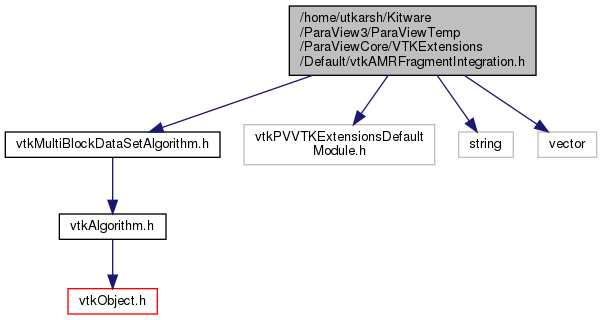 /home/utkarsh/Kitware
/ParaView3/ParaViewTemp
/ParaViewCore/VTKExtensions
/Default/vtkAMRFragmentIntegration.h
vtkMultiBlockDataSetAlgorithm.h
vtkPVVTKExtensionsDefault
Module.h
string
vector
vtkAlgorithm.h
vtkObject.h